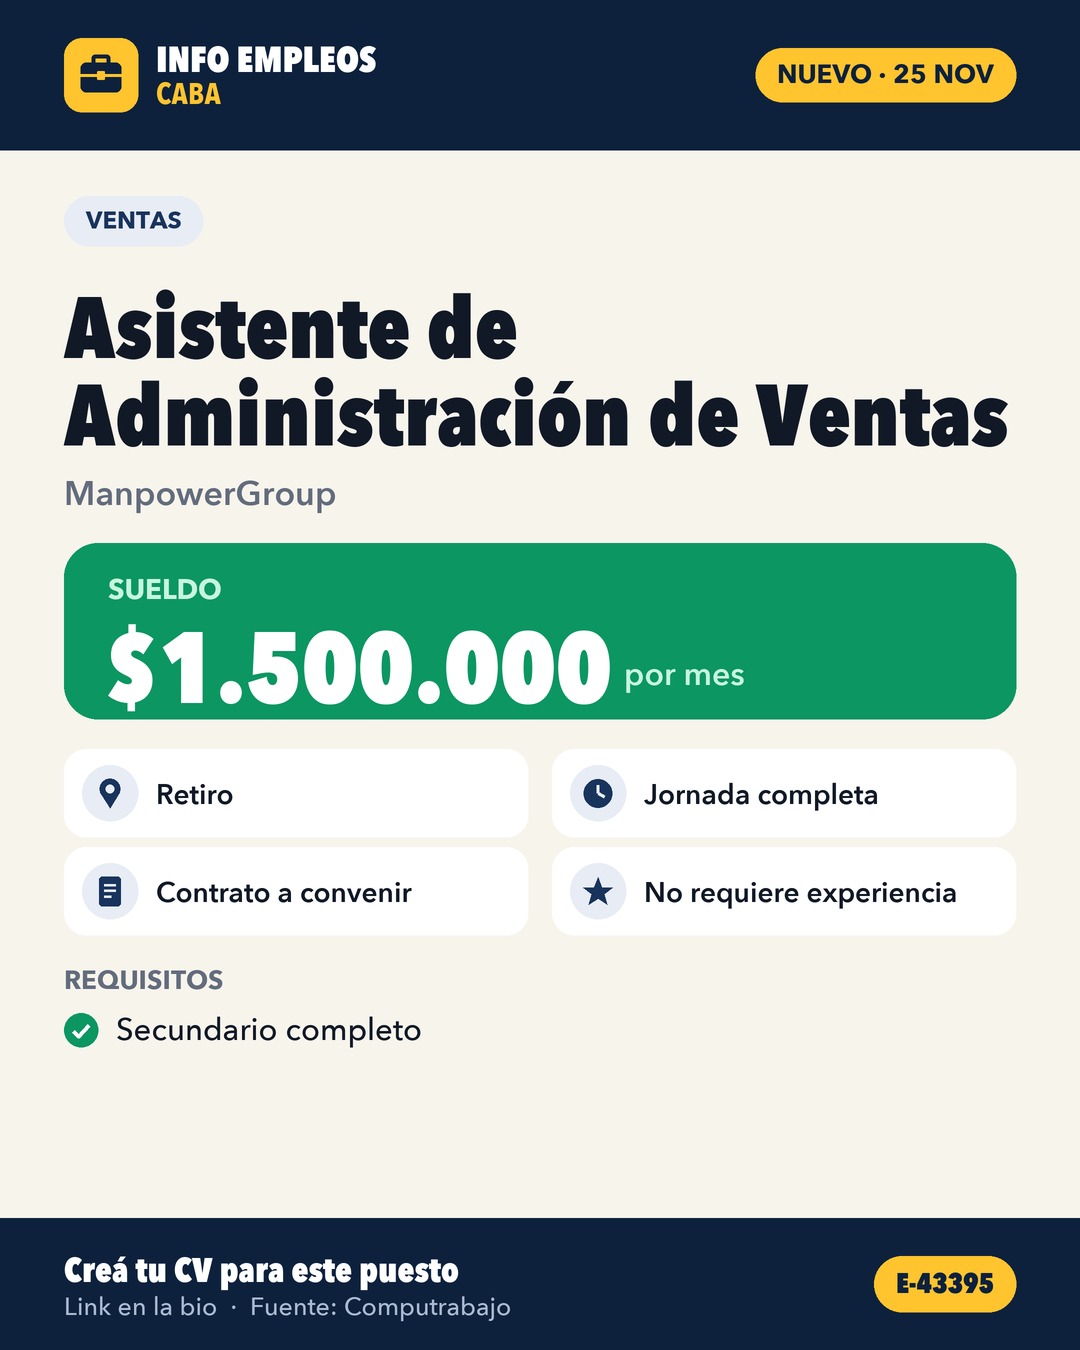 INFO EMPLEOS
CABA
NUEVO · 25 NOV
VENTAS
Asistente de
Administración de Ventas
ManpowerGroup
SUELDO
$1.500.000 por mes
Retiro
Jornada completa
Contrato a convenir
No requiere experiencia
REQUISITOS
Secundario completo
Creá tu CV para este puesto
Link en la bio · Fuente: Computrabajo
E-43395